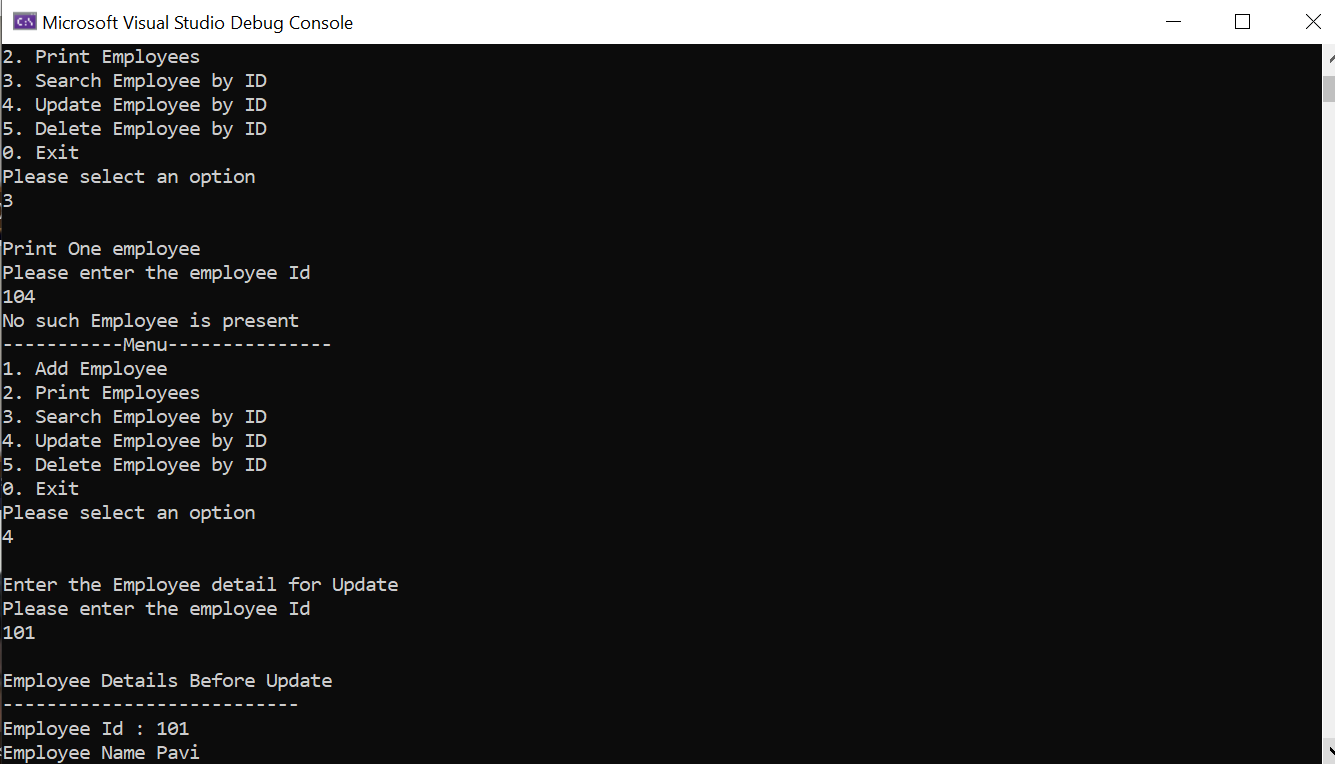 Microsoft Visual Studio Debug Console
2. Print Employees
3. Search Employee by ID
4. Update Employee by ID
5. Delete Employee by ID
0. Exit
Please select an option
3
Print One employee
Please enter the employee Id
104
No such Employee is present
-----------Menu---------------
1. Add Employee
2. Print Employees
3. Search Employee by ID
4. Update Employee by ID
5. Delete Employee by ID
0. Exit
Please select an option
4
Enter the Employee detail for Update
Please enter the employee Id
101
Employee Details Before Update
---------------------------
Employee Id : 101
Employee Name Pavi